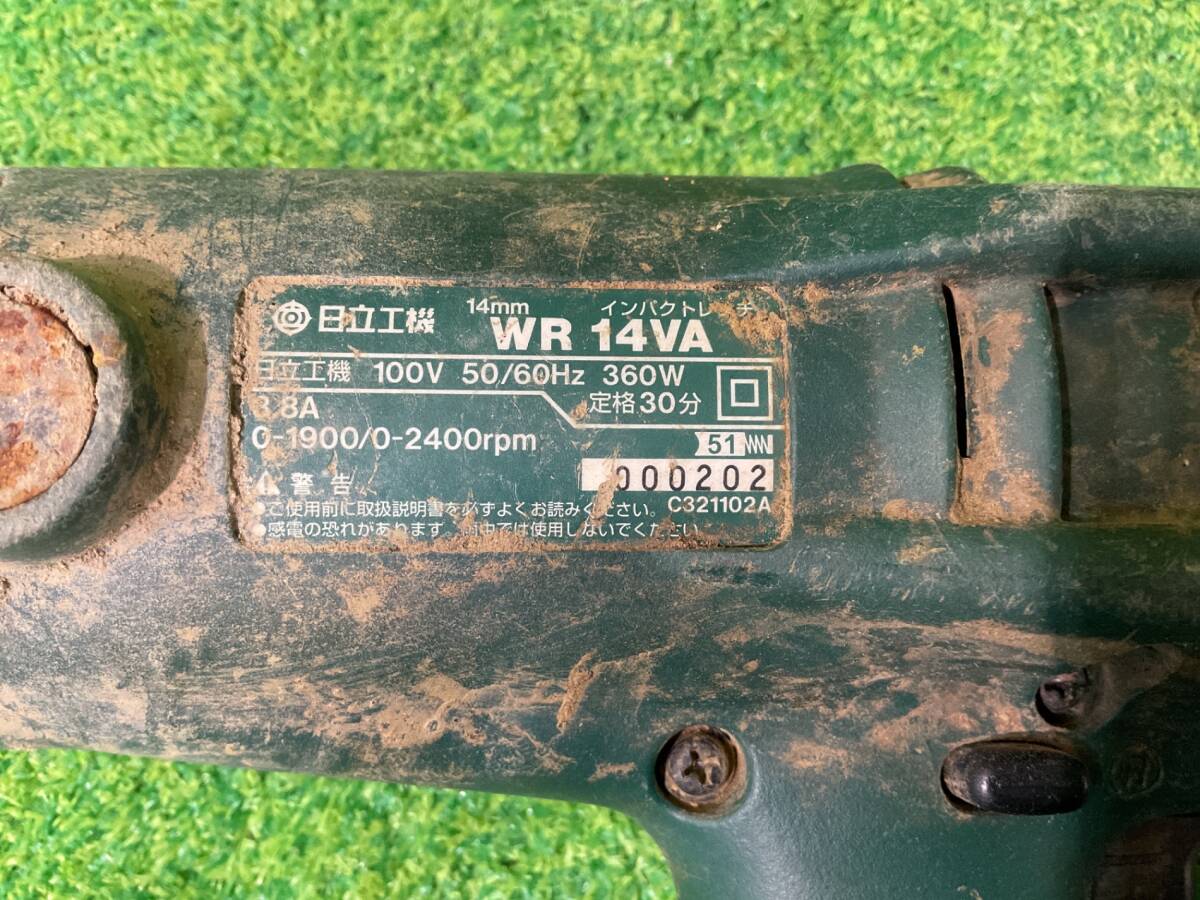 日立工機 14mm インパクトレ チ
WR 14VA
日立工機 100V 50/60Hz 360W
3.8A 定格30分
0-1900/0-2400rpm
51
000202
警告
●ご使用前に取扱説明書を必ずよくお読みください。 C321102A
●感電の恐れがあります。雨中では使用しないでください